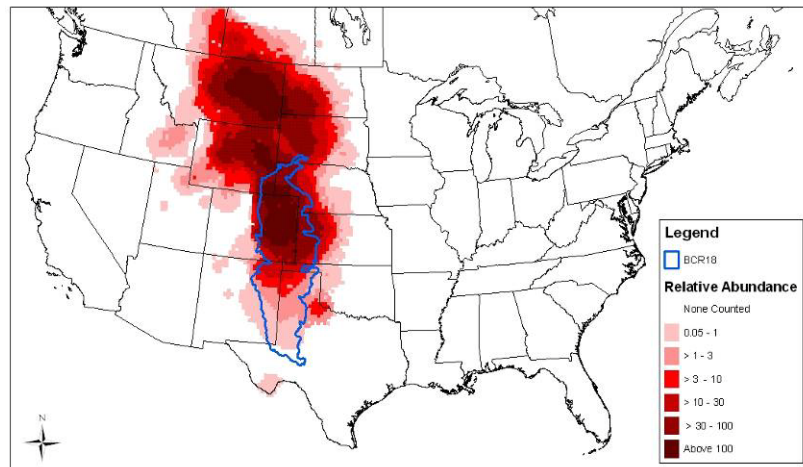 N
Legend
BCR18
Relative Abundance
None Counted
0.05 - 1
> 1 - 3
> 3 - 10
> 10 - 30
> 30 - 100
Above 100